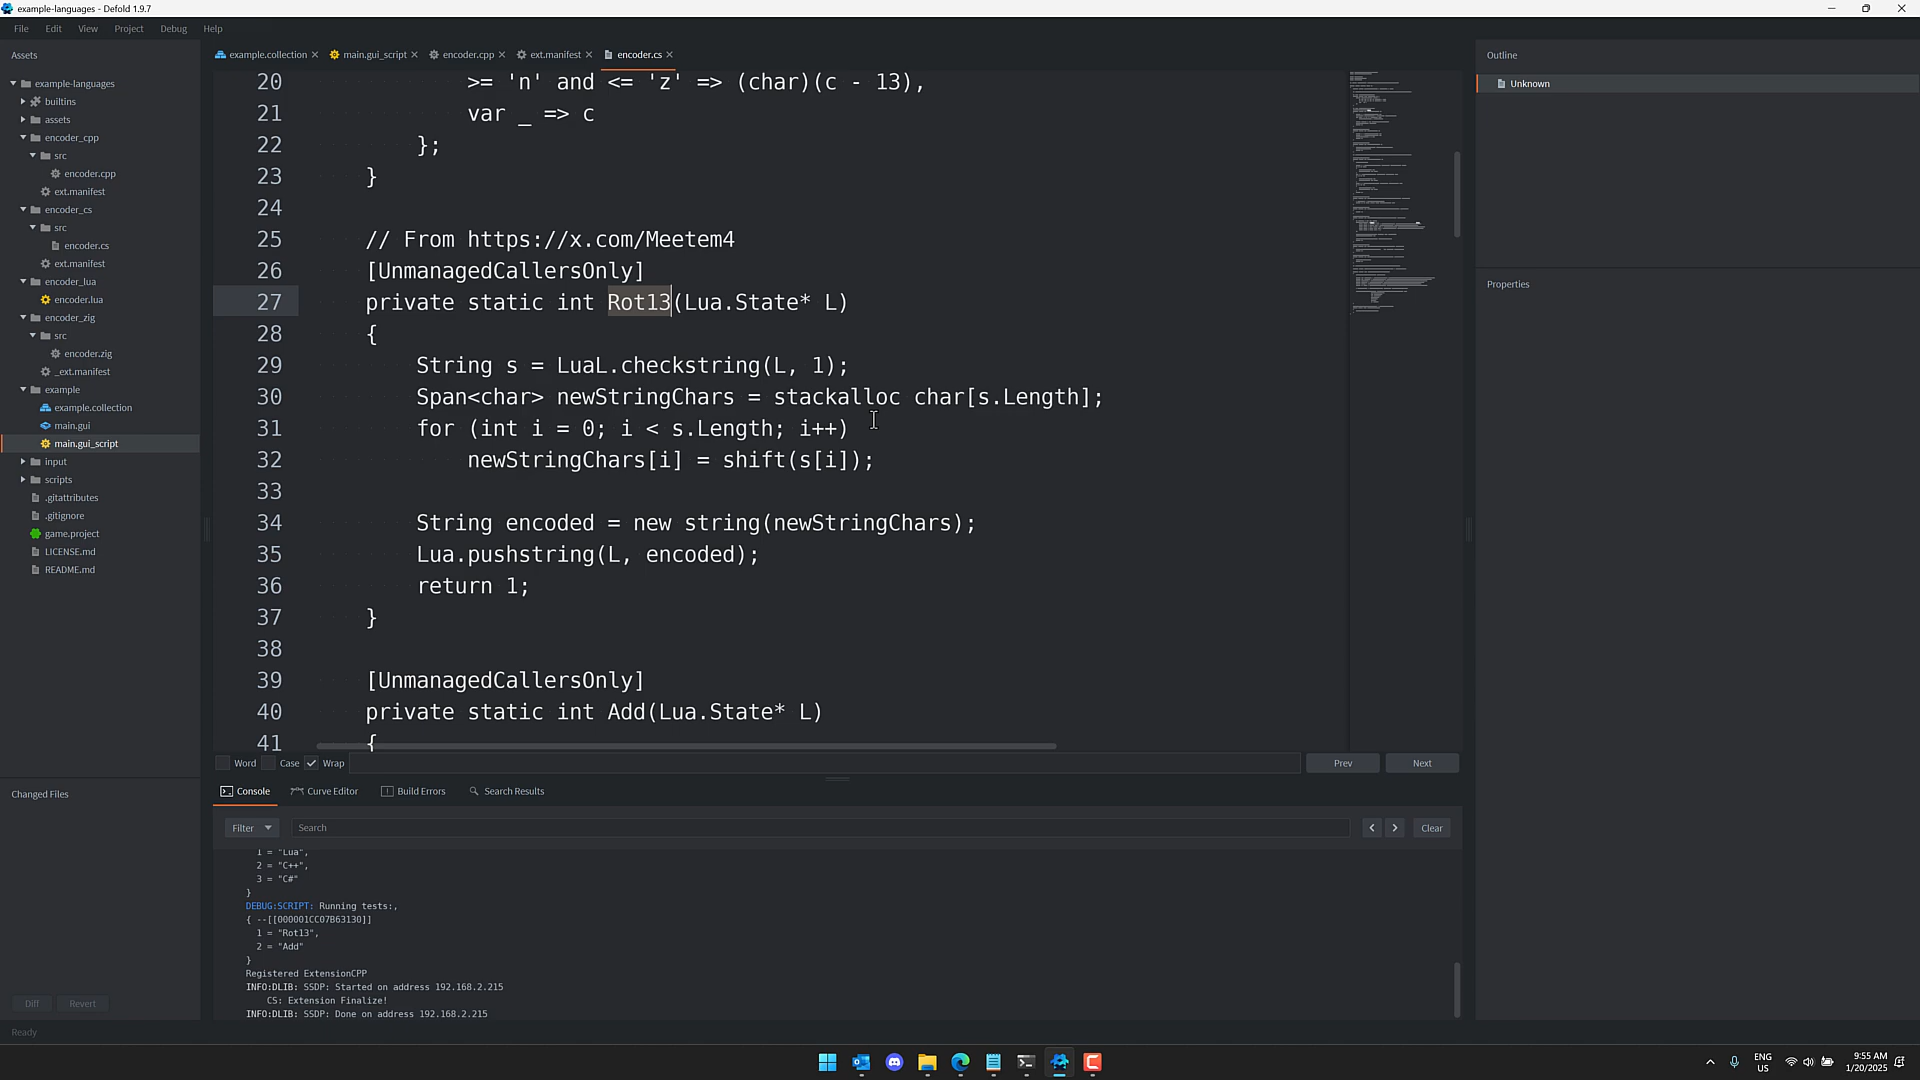 example-languages - Defold 1.9.7
File Edit View Project Debug Help
Assets
example-languages
builtins
assets
encoder_cpp
src
encoder.cpp
ext.manifest
encoder_cs
src
encoder.cs
ext.manifest
encoder_lua
encoder.lua
encoder_zig
src
encoder.zig
_ext.manifest
example
example.collection
main.gui
main.gui_script
input
scripts
.gitattributes
.gitignore
game.project
LICENSE.md
README.md
Changed Files
Diff Revert
Ready
example.collection main.gui_script encoder.cpp ext.manifest encoder.cs
20 >= 'n' and <= 'z' => (char)(c - 13),
21 var _ => c
22 };
23 }
24
25 // From https://x.com/Meetem4
26 [UnmanagedCallersOnly]
27 private static int Rot13(Lua.State* L)
28 {
29 String s = LuaL.checkstring(L, 1);
30 Span<char> newStringChars = stackalloc char[s.Length];
31 for (int i = 0; i < s.Length; i++)
32 newStringChars[i] = shift(s[i]);
33
34 String encoded = new string(newStringChars);
35 Lua.pushstring(L, encoded);
36 return 1;
37 }
38
39 [UnmanagedCallersOnly]
40 private static int Add(Lua.State* L)
41 {
Word Case Wrap Prev Next
Console Curve Editor Build Errors Search Results
Filter Search Clear
1 = "Lua",
2 = "C++",
3 = "C#"
}
DEBUG:SCRIPT: Running tests:,
{ --[[000001CC07B63130]]
1 = "Rot13",
2 = "Add"
}
Registered ExtensionCPP
INFO:DLIB: SSDP: Started on address 192.168.2.215
CS: Extension Finalize!
INFO:DLIB: SSDP: Done on address 192.168.2.215
Outline
Unknown
Properties
ENG
US
9:55 AM
1/20/2025